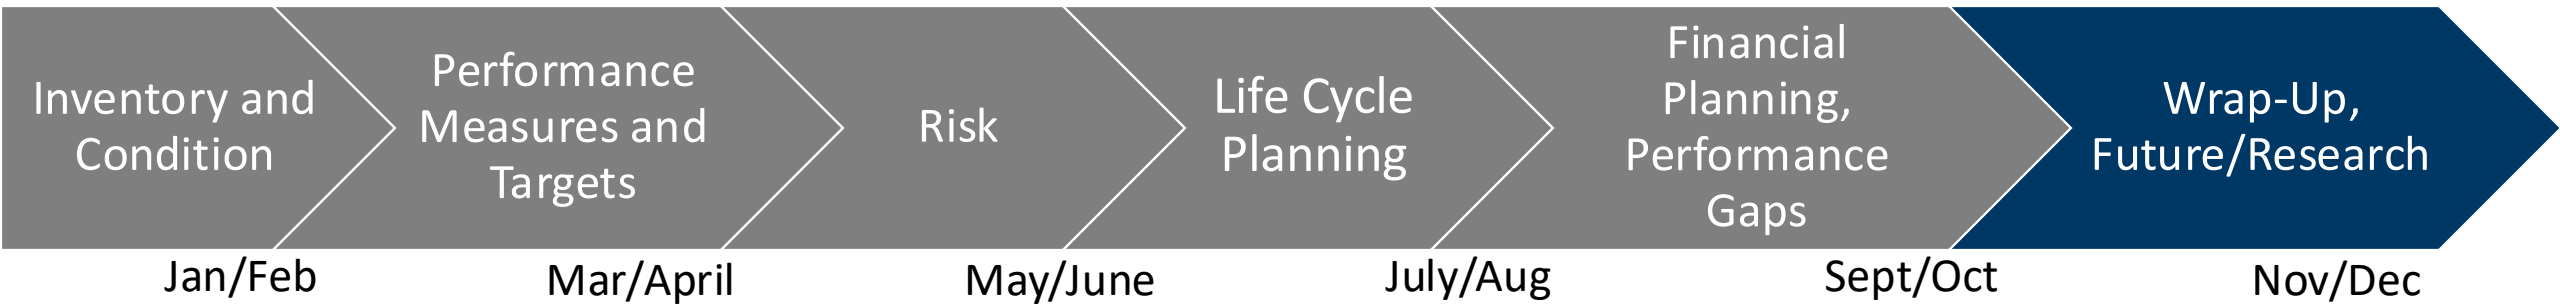 Inventory and
Condition
Performance
Measures and
Targets
Risk
Life Cycle
Planning
Financial
Planning,
Performance
Gaps
Wrap-Up,
Future/Research
Jan/Feb
Mar/April
May/June
July/Aug
Sept/Oct
Nov/Dec